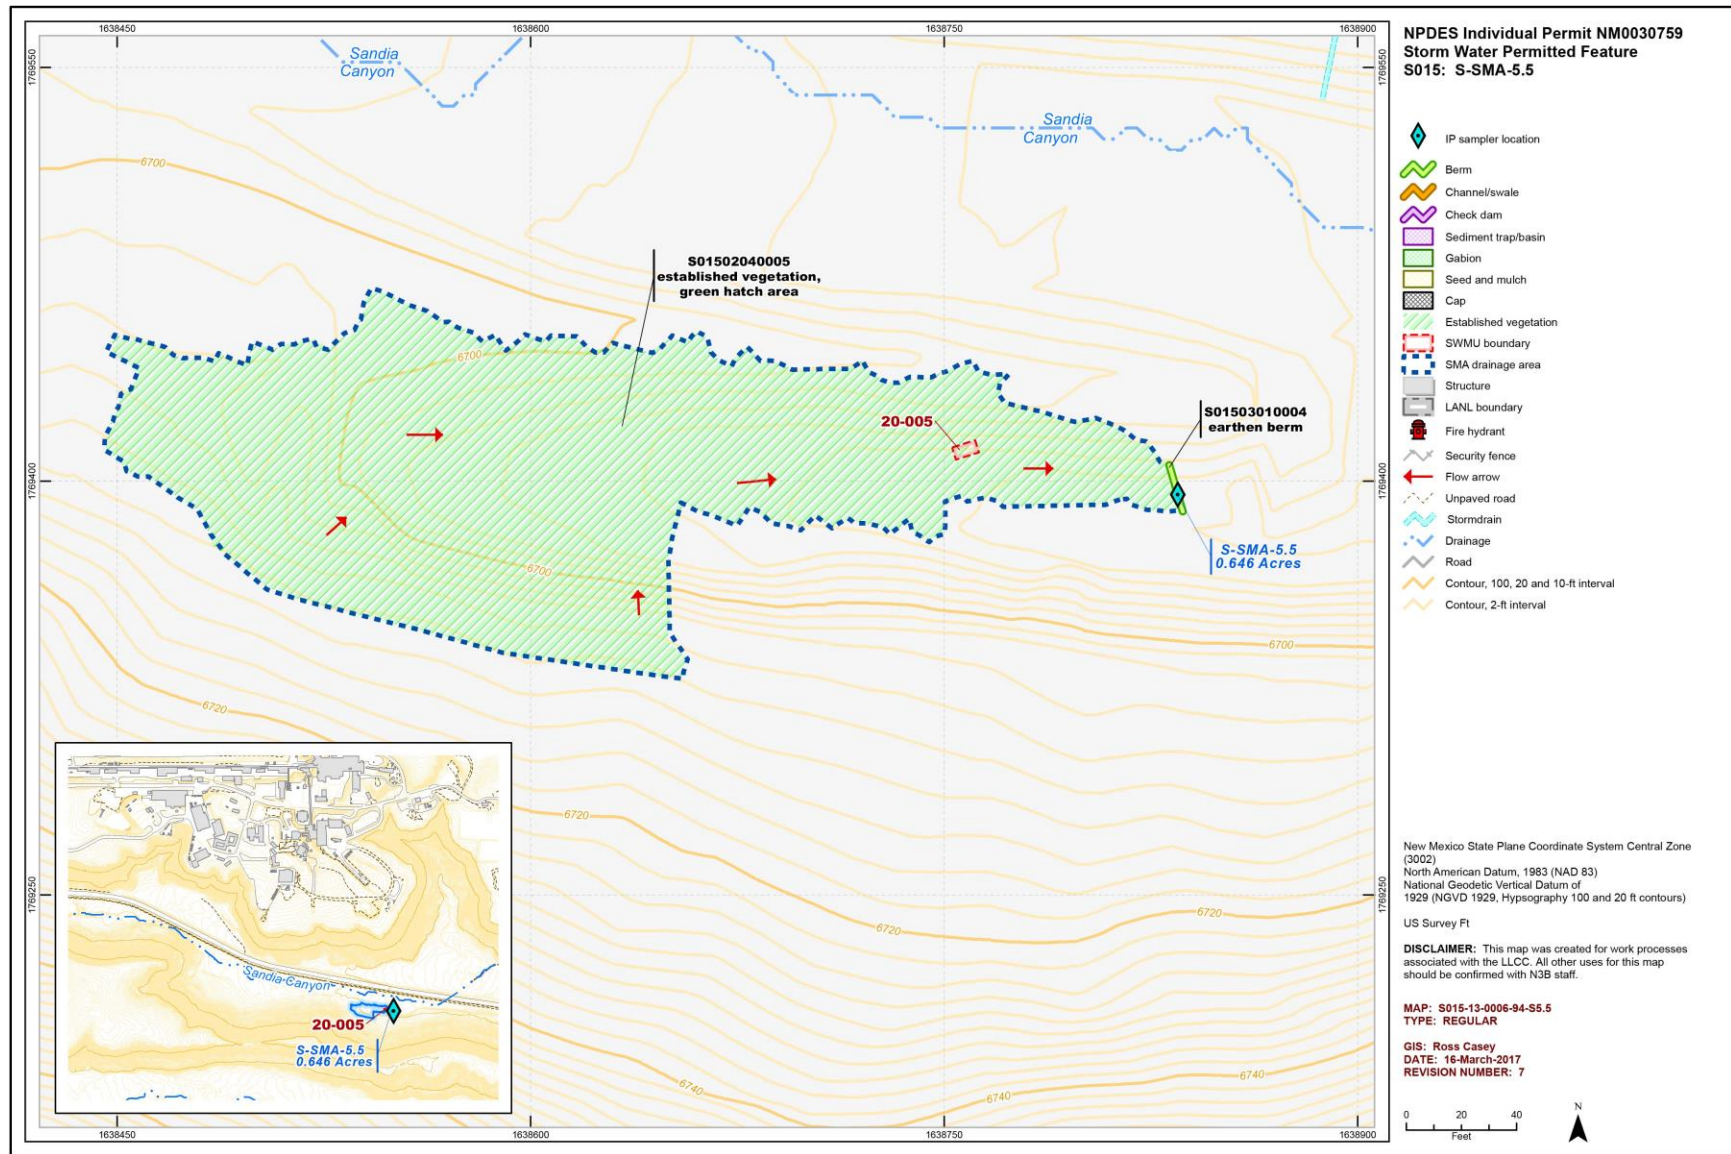 1638450
1638600
1638750
1638900
1769550
1769550
Sandia
Canyon
Sandia
Canyon
6700
S01502040005
established vegetation,
green hatch area
6700
20-005
S01503010004
earthen berm
1769400
1769400
S-SMA-5.5
0.646 Acres
6700
6700
6720
6720
1769250
1769250
6720
6720
6740
6740
6740
Sandia Canyon
20-005
S-SMA-5.5
0.646 Acres
1638450
1638600
1638750
1638900
NPDES Individual Permit NM0030759
Storm Water Permitted Feature
S015: S-SMA-5.5
IP sampler location
Berm
Channel/swale
Check dam
Sediment trap/basin
Gabion
Seed and mulch
Cap
Established vegetation
SWMU boundary
SMA drainage area
Structure
LANL boundary
Fire hydrant
Security fence
Flow arrow
Unpaved road
Stormdrain
Drainage
Road
Contour, 100, 20 and 10-ft interval
Contour, 2-ft interval
New Mexico State Plane Coordinate System Central Zone
(3002)
North American Datum, 1983 (NAD 83)
National Geodetic Vertical Datum of
1929 (NGVD 1929, Hypsography 100 and 20 ft contours)
US Survey Ft
DISCLAIMER: This map was created for work processes
associated with the LLCC. All other uses for this map
should be confirmed with N3B staff.
MAP: S015-13-0006-94-S5.5
TYPE: REGULAR
GIS: Ross Casey
DATE: 16-March-2017
REVISION NUMBER: 7
0 20 40
Feet
N